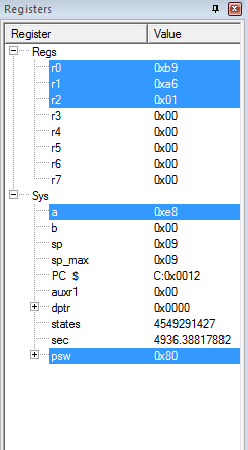 Registers
Register Value
Regs
r0 0xb9
r1 0xa6
r2 0x01
r3 0x00
r4 0x00
r5 0x00
r6 0x00
r7 0x00
Sys
a 0xe8
b 0x00
sp 0x09
sp_max 0x09
PC $ C:0x0012
auxr1 0x00
dptr 0x0000
states 4549291427
sec 4936.38817882
psw 0x80